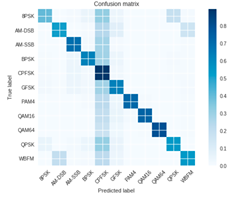 Confusion matrix
8PSK
AM-DSB
AM-SSB
BPSK
CPFSK
GFSK
PAM4
QAM16
QAM64
QPSK
WBFM
True label
8PSK
AM-DSB
AM-SSB
BPSK
CPFSK
GFSK
PAM4
QAM16
QAM64
QPSK
WBFM
Predicted label
0.8
0.7
0.6
0.5
0.4
0.3
0.2
0.1
0.0